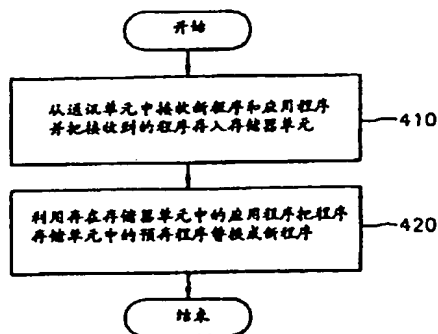 开始
从通讯单元中接收新程序和应用程序
并把接收到的程序存入存储器单元
410
利用存在存储器单元中的应用程序把程序
存储单元中的预存程序替换成新程序
420
结束